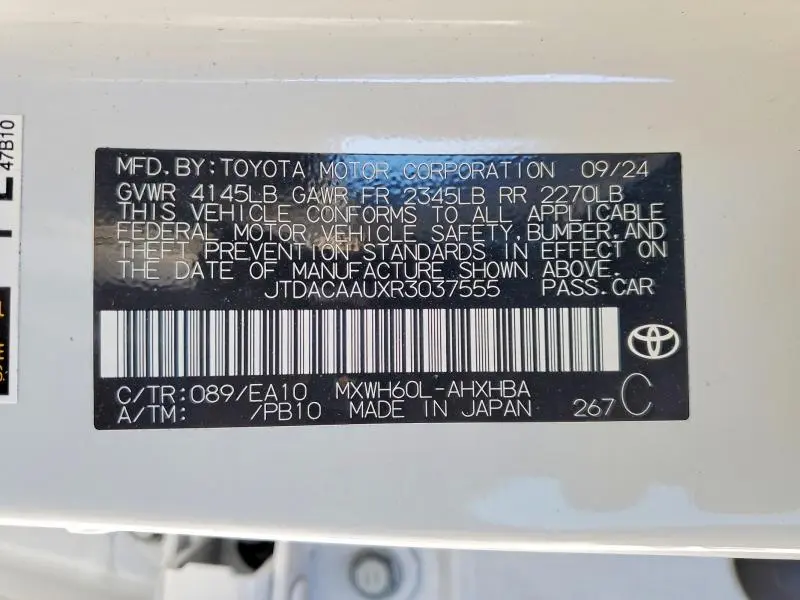 MFD. BY: TOYOTA MOTOR CORPORATION 09/24
GVWR 4145LB GAWR FR 2345LB RR 2270LB
THIS VEHICLE CONFORMS TO ALL APPLICABLE
FEDERAL MOTOR VEHICLE SAFETY, BUMPER, AND
THEFT PREVENTION STANDARDS IN EFFECT ON
THE DATE OF MANUFACTURE SHOWN ABOVE.
JTDACAAUXR3037555 PASS. CAR
C/TR: 089/EA10 MXWH60L-AHXHBA
A/TM: /PB10 MADE IN JAPAN 267 C
47B10